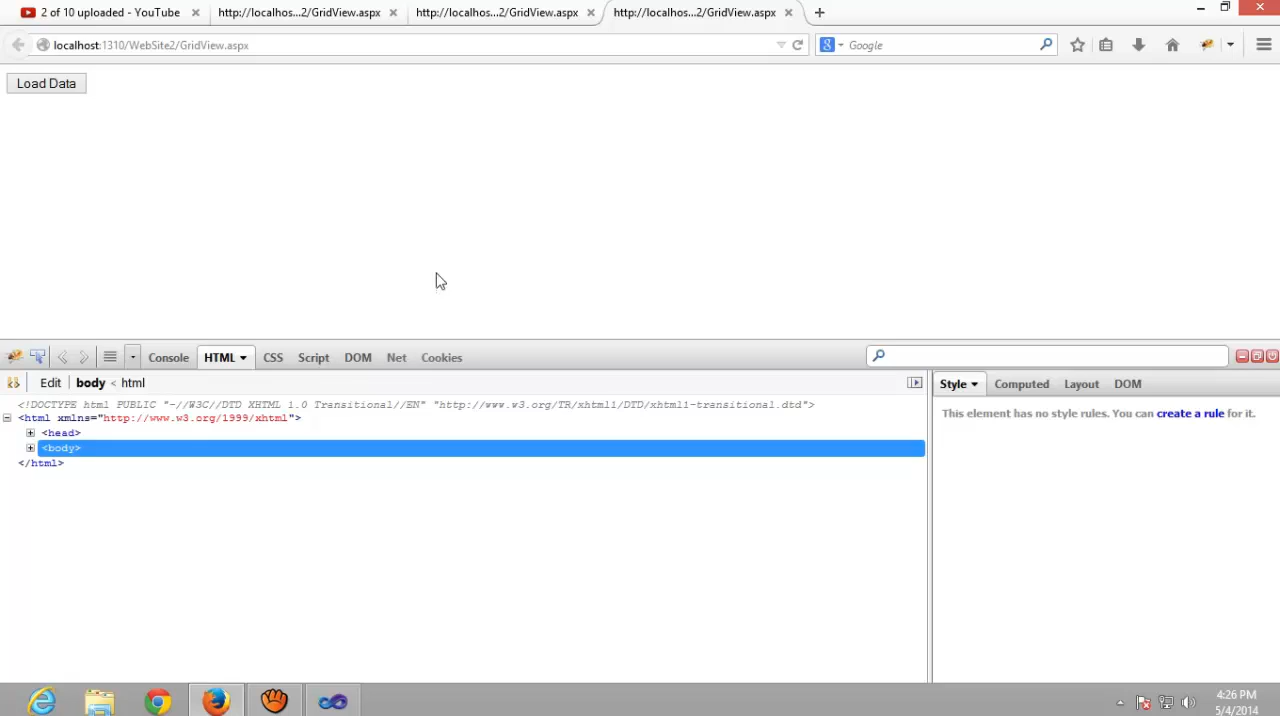 2 of 10 uploaded - YouTube
http://localhos...2/GridView.aspx
http://localhos...2/GridView.aspx
http://localhos...2/GridView.aspx
localhost:1310/WebSite2/GridView.aspx
Google
Load Data
Console
HTML
CSS
Script
DOM
Net
Cookies
Edit
body < html
Style
Computed
Layout
DOM
<!DOCTYPE html PUBLIC "-//W3C//DTD XHTML 1.0 Transitional//EN" "http://www.w3.org/TR/xhtml1/DTD/xhtml1-transitional.dtd">
<html xmlns="http://www.w3.org/1999/xhtml">
<head>
<body>
</html>
This element has no style rules. You can create a rule for it.
4:26 PM
5/4/2014